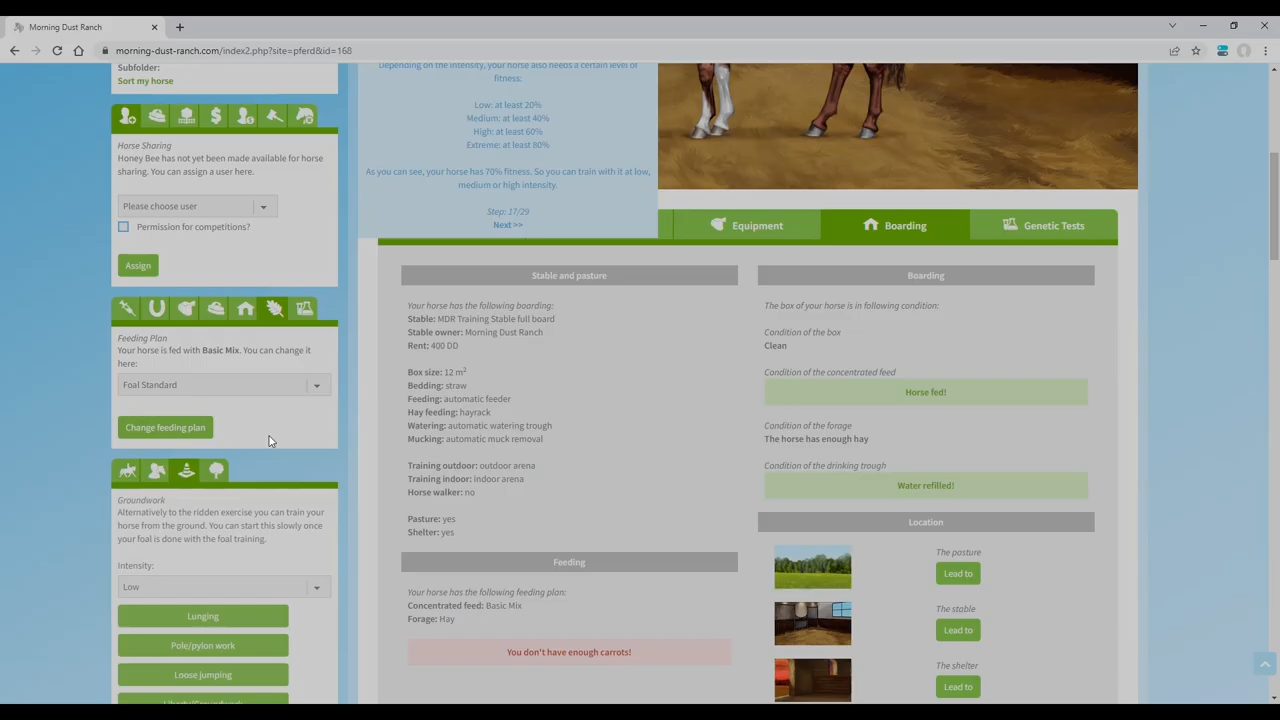 Morning Dust Ranch
morning-dust-ranch.com/index2.php?site=pferd&id=168
Subfolder:
Sort my horse
Horse Sharing
Honey Bee has not yet been made available for horse
sharing. You can assign a user here.
Please choose user
Permission for competitions?
Assign
Feeding Plan
Your horse is fed with Basic Mix. You can change it
here:
Foal Standard
Change feeding plan
Groundwork
Alternatively to the ridden exercise you can train your
horse from the ground. You can start this slowly once
your foal is done with the foal training.
Intensity:
Low
Lunging
Pole/pylon work
Loose jumping
Liberty/Groundwork
Depending on the intensity, your horse also needs a certain level of
fitness:
Low: at least 20%
Medium: at least 40%
High: at least 60%
Extreme: at least 80%
As you can see, your horse has 70% fitness. So you can train with it at low,
medium or high intensity.
Step: 17/29
Next >>
Equipment
Boarding
Genetic Tests
Stable and pasture
Your horse has the following boarding:
Stable: MDR Training Stable full board
Stable owner: Morning Dust Ranch
Rent: 400 DD
Box size: 12 m²
Bedding: straw
Feeding: automatic feeder
Hay feeding: hayrack
Watering: automatic watering trough
Mucking: automatic muck removal
Training outdoor: outdoor arena
Training indoor: indoor arena
Horse walker: no
Pasture: yes
Shelter: yes
Feeding
Your horse has the following feeding plan:
Concentrated feed: Basic Mix
Forage: Hay
You don't have enough carrots!
Boarding
The box of your horse is in following condition:
Condition of the box
Clean
Condition of the concentrated feed
Horse fed!
Condition of the forage
The horse has enough hay
Condition of the drinking trough
Water refilled!
Location
The pasture
Lead to
The stable
Lead to
The shelter
Lead to